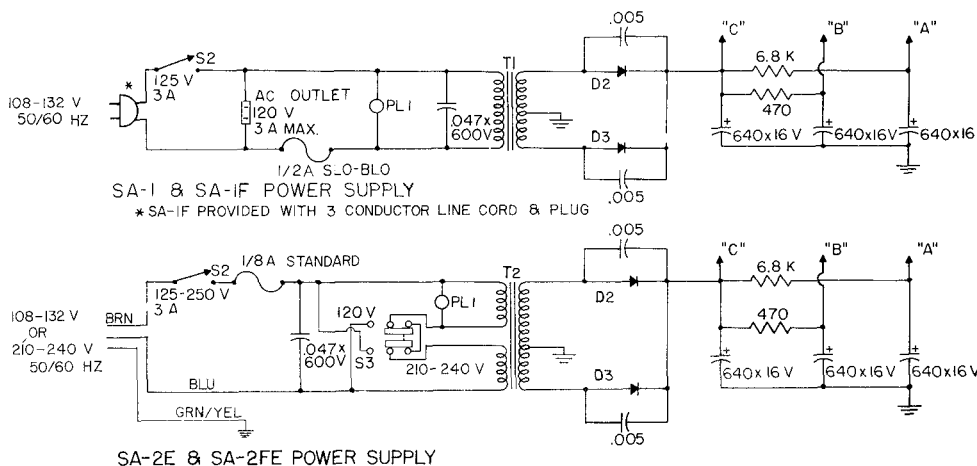 .005
"C" "B" "A"
S2
T1
6.8 K
*
125 V
3 A
D2
108-132 V
50/60 HZ
AC OUTLET
120 V
3 A MAX.
PL1
.047x
600V
470
D3
640x16 V
640x16 V
640x16
1/2A SLO-BLO
SA-1 & SA-1F POWER SUPPLY
.005
* SA-1F PROVIDED WITH 3 CONDUCTOR LINE CORD & PLUG
.005
"C" "B" "A"
S2
1/8 A STANDARD
T2
6.8 K
125-250 V
3 A
PL1
D2
108-132 V
OR
210-240 V
50/60 HZ
BRN
120 V
470
.047x
600V
S3
210-240 V
D3
640x16 V
640x16 V
640x16 V
BLU
GRN/YEL
.005
SA-2E & SA-2FE POWER SUPPLY